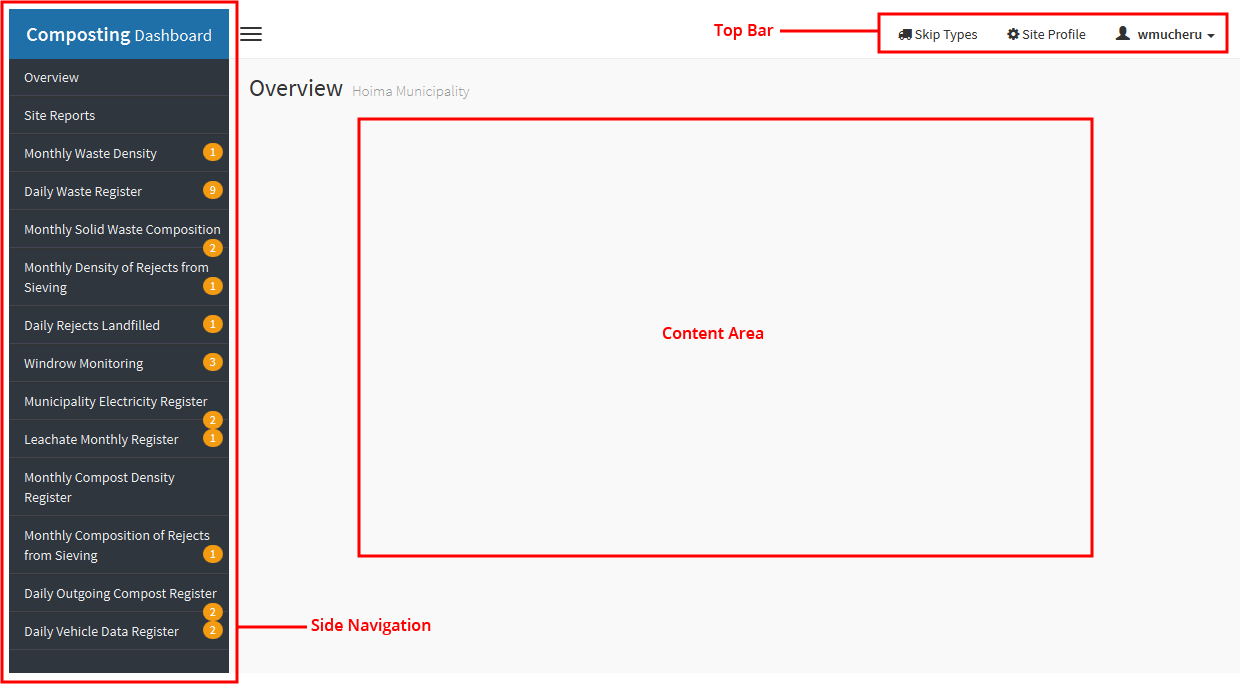 Composting Dashboard
Top Bar
Skip Types
Site Profile
wmucheru
Overview Hoima Municipality
Overview
Site Reports
Monthly Waste Density 1
Daily Waste Register 9
Monthly Solid Waste Composition
2
Monthly Density of Rejects from
Sieving 1
Daily Rejects Landfilled 1
Windrow Monitoring 3
Municipality Electricity Register
2
Leachate Monthly Register 1
Monthly Compost Density
Register
Monthly Composition of Rejects
from Sieving 1
Daily Outgoing Compost Register
2
Daily Vehicle Data Register 2
Content Area
Side Navigation